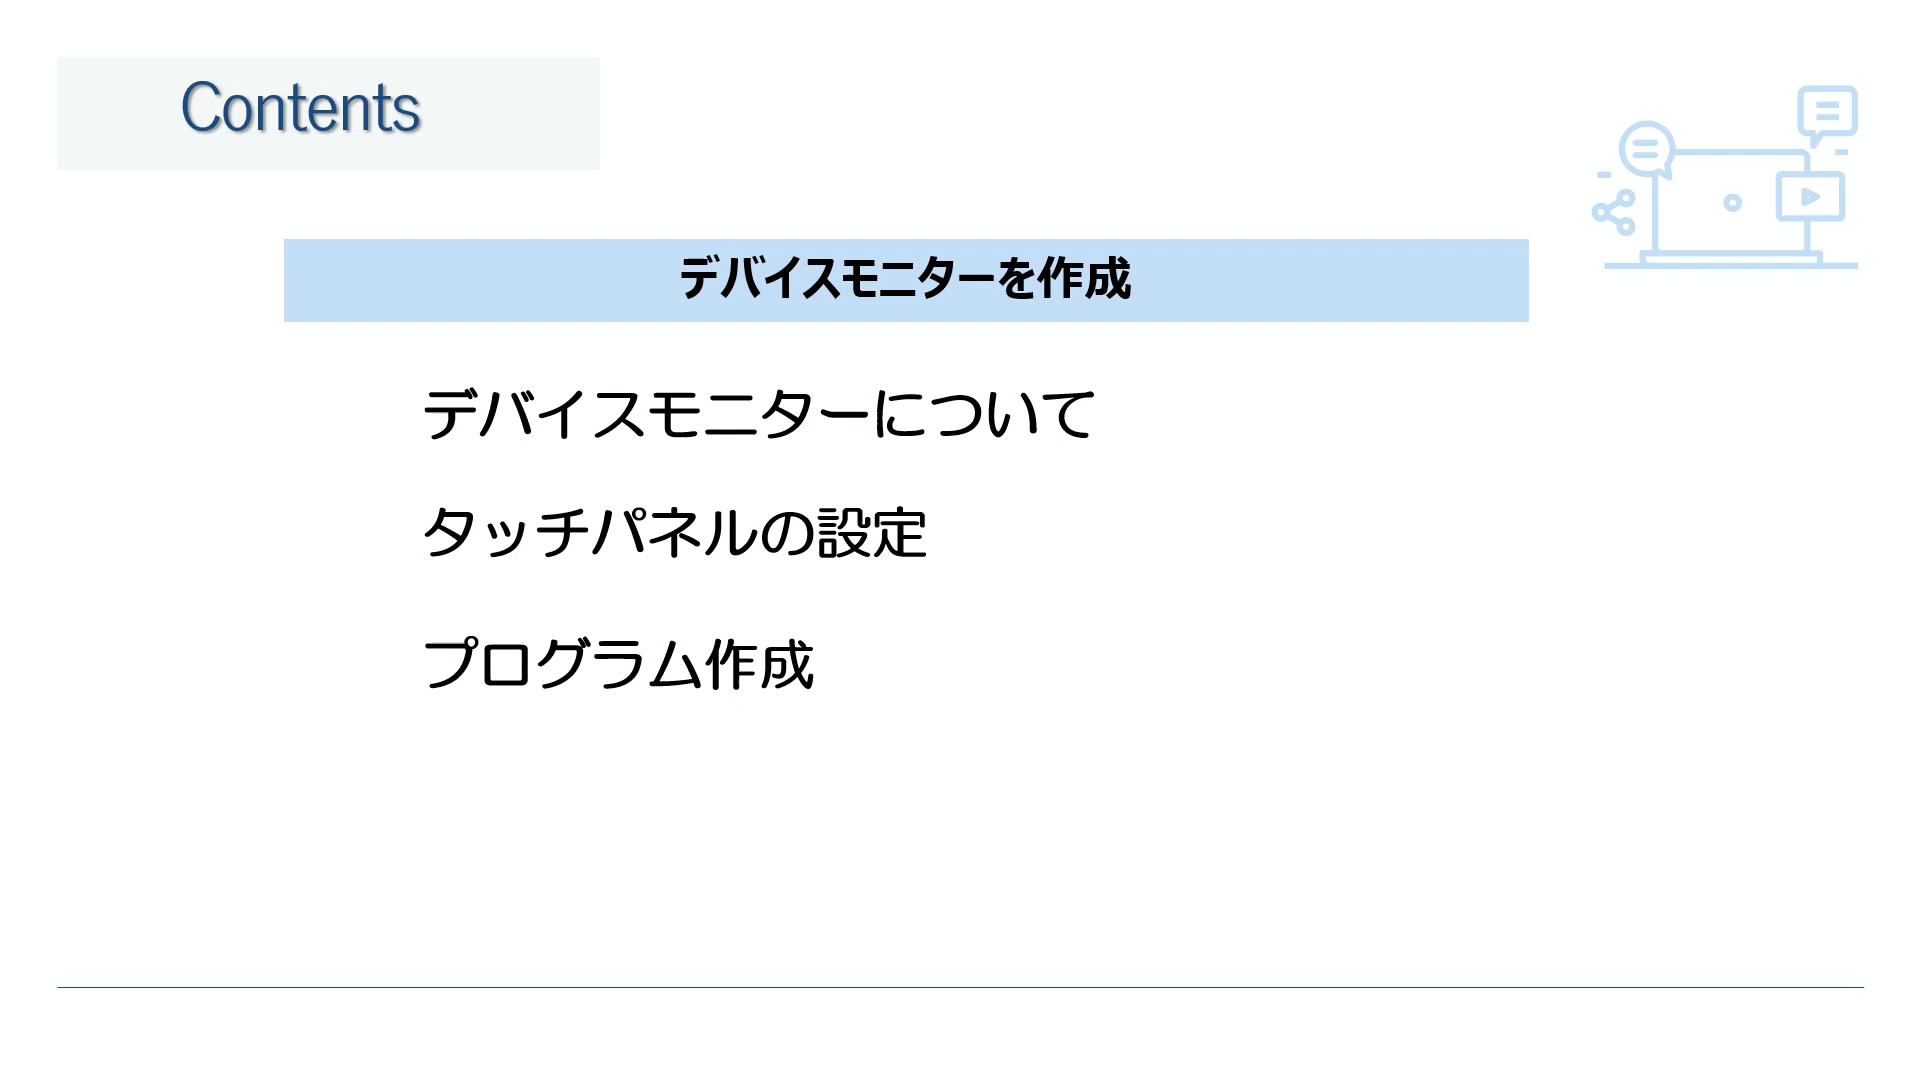 Contents
デバイスモニターを作成
デバイスモニターについて
タッチパネルの設定
プログラム作成